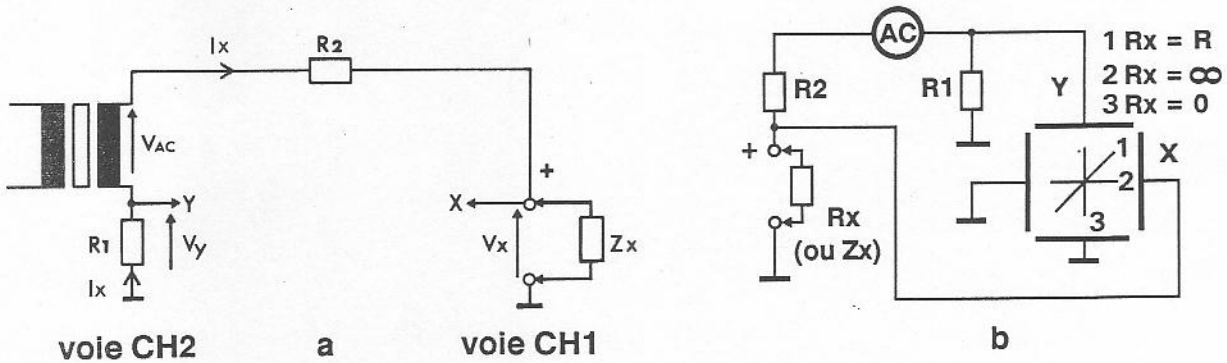 Ix
R2
VAC
Y
R1
Vy
Ix
+
X
Vx
Zx
voie CH2
a
voie CH1
AC
R2
R1
Y
1 Rx = R
2 Rx = ∞
3 Rx = 0
X
1
2
3
+
Rx
(ou Zx)
b